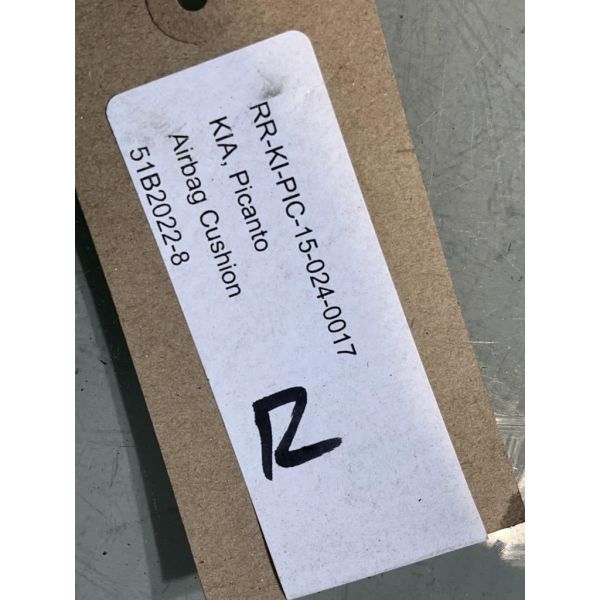 RR-KI-PIC-15-024-0017
KIA, Picanto
Airbag Cushion
51B2022-8
R